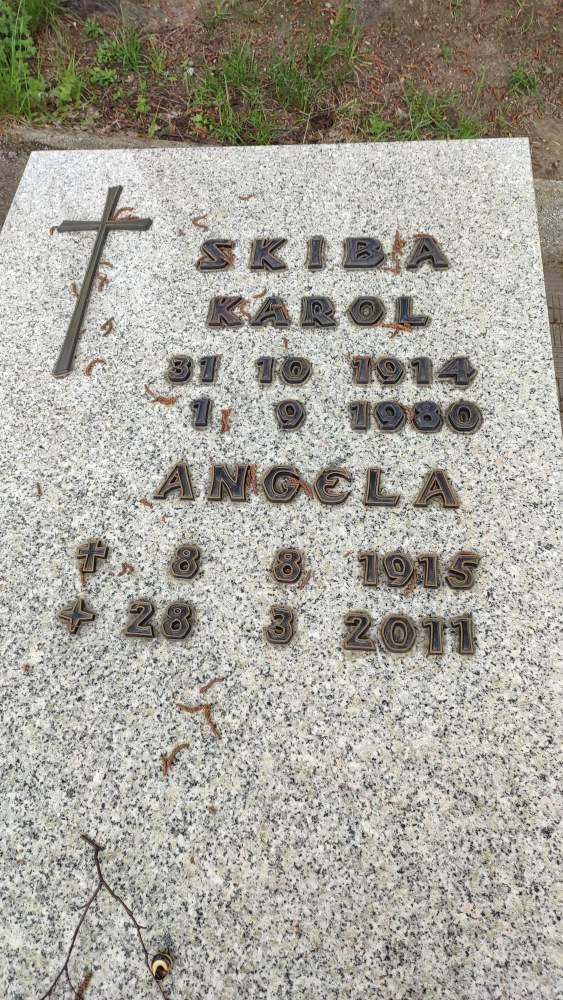 SKIBA
KAROL
31 10 1914
1 9 1980
ANGELA
✝ 8 8 1915
✦ 28 3 2011